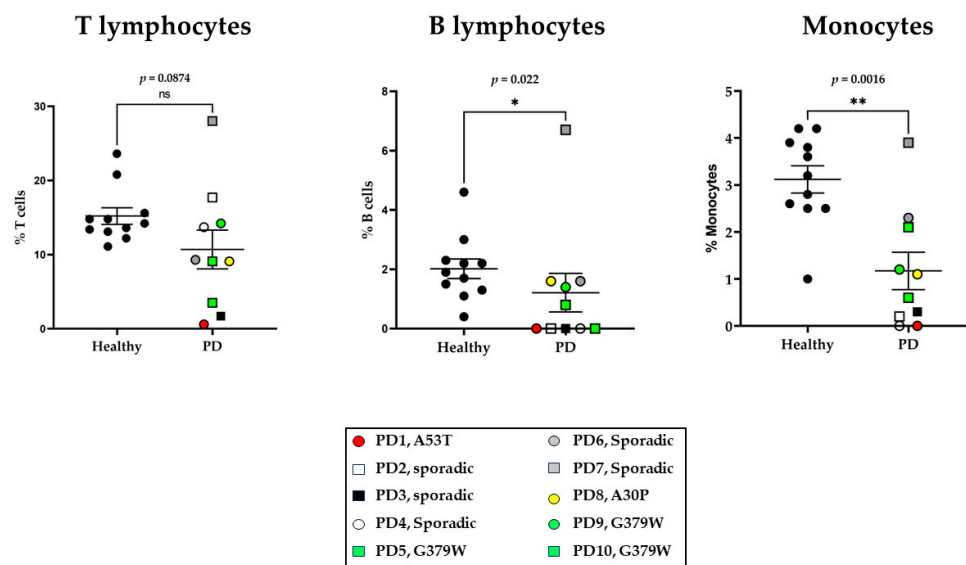 T lymphocytes
B lymphocytes
Monocytes
p = 0.0874
ns
30
20
10
0
% T cells
Healthy
PD
p = 0.022
*
8
6
4
2
0
% B cells
Healthy
PD
p = 0.0016
**
5
4
3
2
1
0
% Monocytes
Healthy
PD
PD1, A53T
PD2, sporadic
PD3, sporadic
PD4, Sporadic
PD5, G379W
PD6, Sporadic
PD7, Sporadic
PD8, A30P
PD9, G379W
PD10, G379W